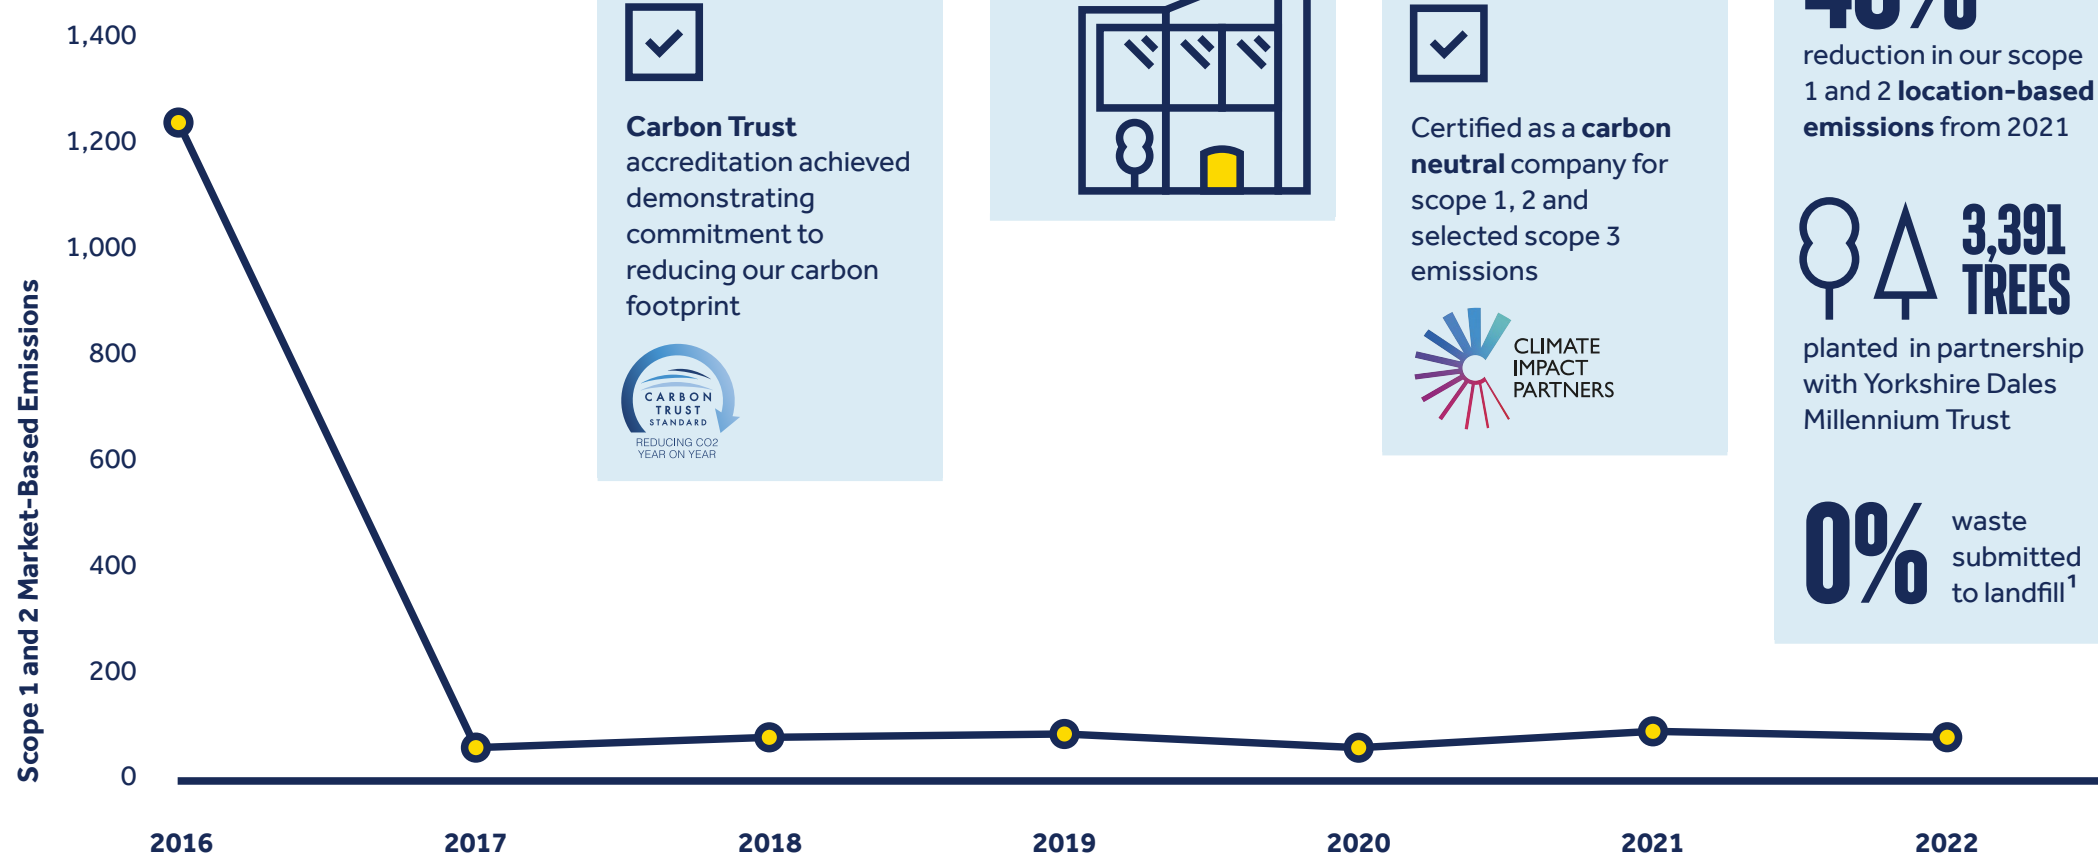 1,400
1,200
1,000
800
600
400
200
0
Scope 1 and 2 Market-Based Emissions
Carbon Trust
accreditation achieved
demonstrating
commitment to
reducing our carbon
footprint
CARBON
TRUST
STANDARD
REDUCING CO2
YEAR ON YEAR
Certified as a carbon
neutral company for
scope 1, 2 and
selected scope 3
emissions
CLIMATE
IMPACT
PARTNERS
reduction in our scope
1 and 2 location-based
emissions from 2021
3,391
TREES
planted in partnership
with Yorkshire Dales
Millennium Trust
0%
waste
submitted
to landfill¹
2016
2017
2018
2019
2020
2021
2022